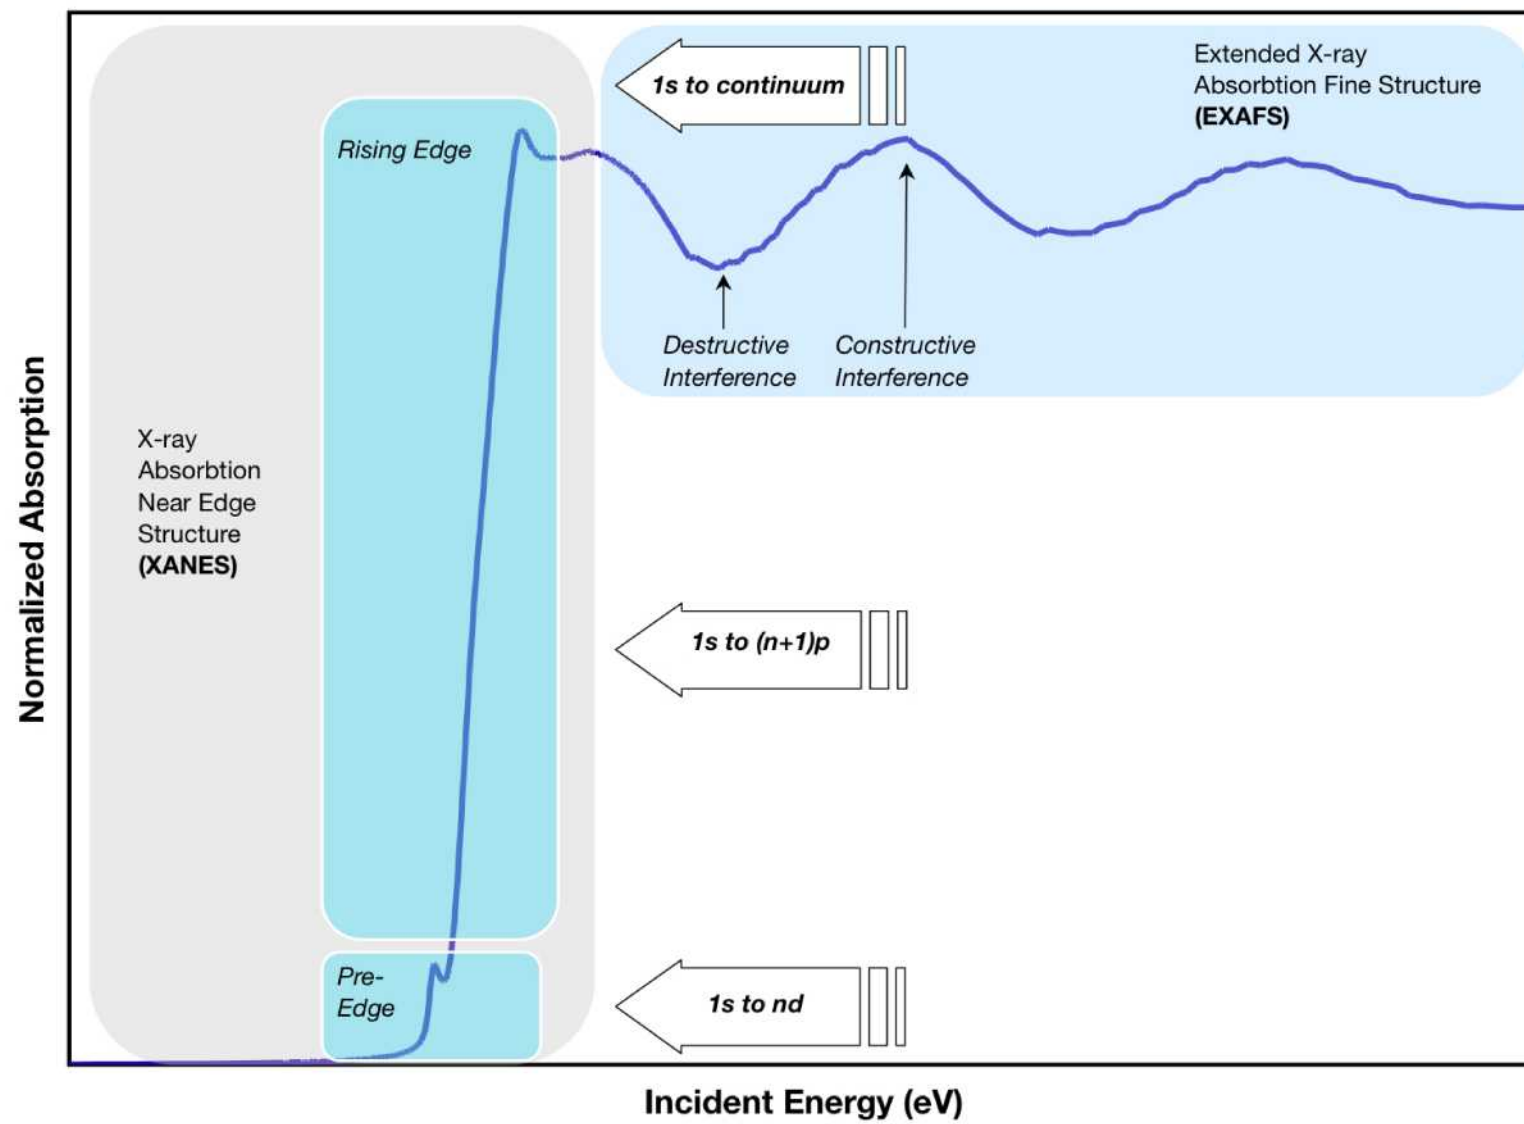 1s to continuum
Extended X-ray
Absorbtion Fine Structure
(EXAFS)
Rising Edge
Destructive
Interference
Constructive
Interference
X-ray
Absorbtion
Near Edge
Structure
(XANES)
Normalized Absorption
1s to (n+1)p
Pre-
Edge
1s to nd
Incident Energy (eV)